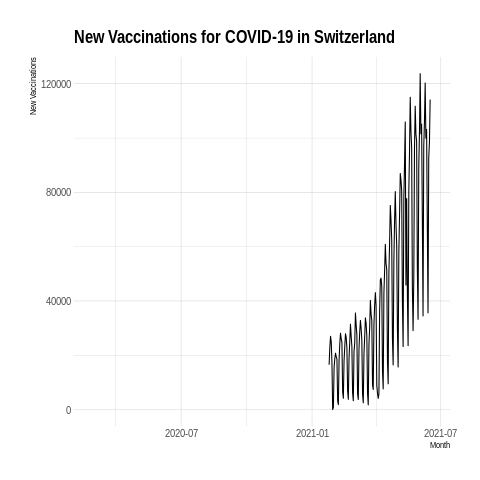 New Vaccinations for COVID-19 in Switzerland
New Vaccinations
120000
80000
40000
0
2020-07
2021-01
2021-07
Month